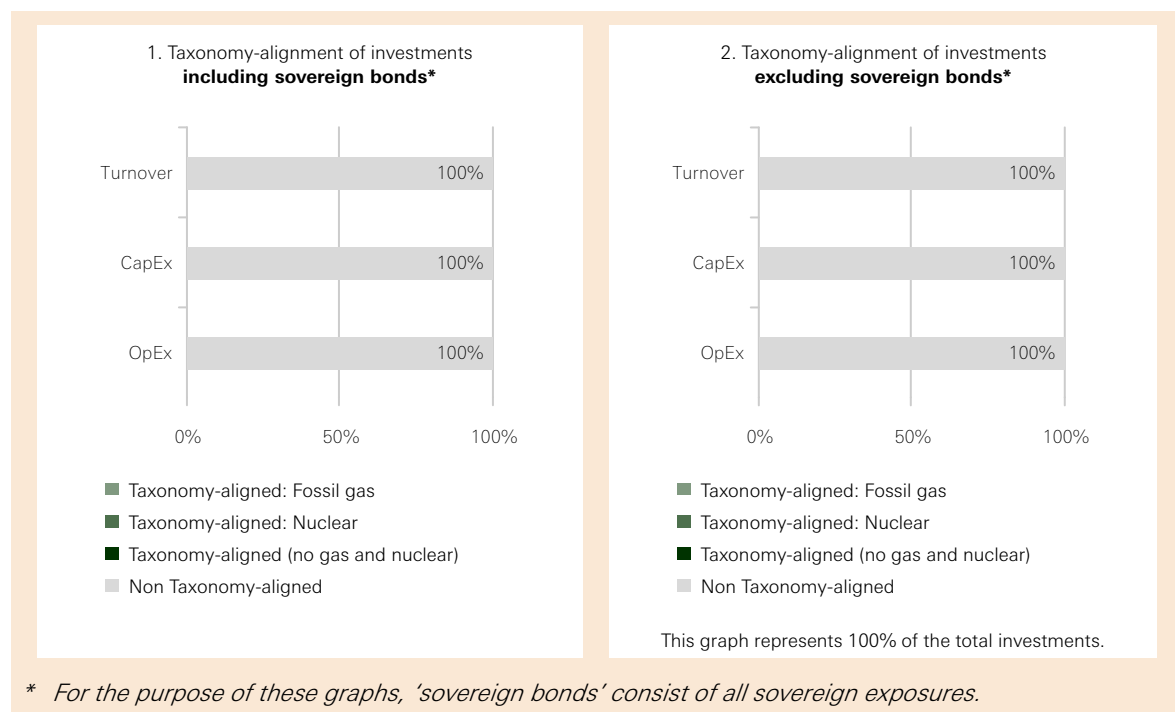 1. Taxonomy-alignment of investments
including sovereign bonds*
Turnover 100%
CapEx 100%
OpEx 100%
0% 50% 100%
Taxonomy-aligned: Fossil gas
Taxonomy-aligned: Nuclear
Taxonomy-aligned (no gas and nuclear)
Non Taxonomy-aligned
2. Taxonomy-alignment of investments
excluding sovereign bonds*
Turnover 100%
CapEx 100%
OpEx 100%
0% 50% 100%
Taxonomy-aligned: Fossil gas
Taxonomy-aligned: Nuclear
Taxonomy-aligned (no gas and nuclear)
Non Taxonomy-aligned
This graph represents 100% of the total investments.
* For the purpose of these graphs, ‘sovereign bonds’ consist of all sovereign exposures.